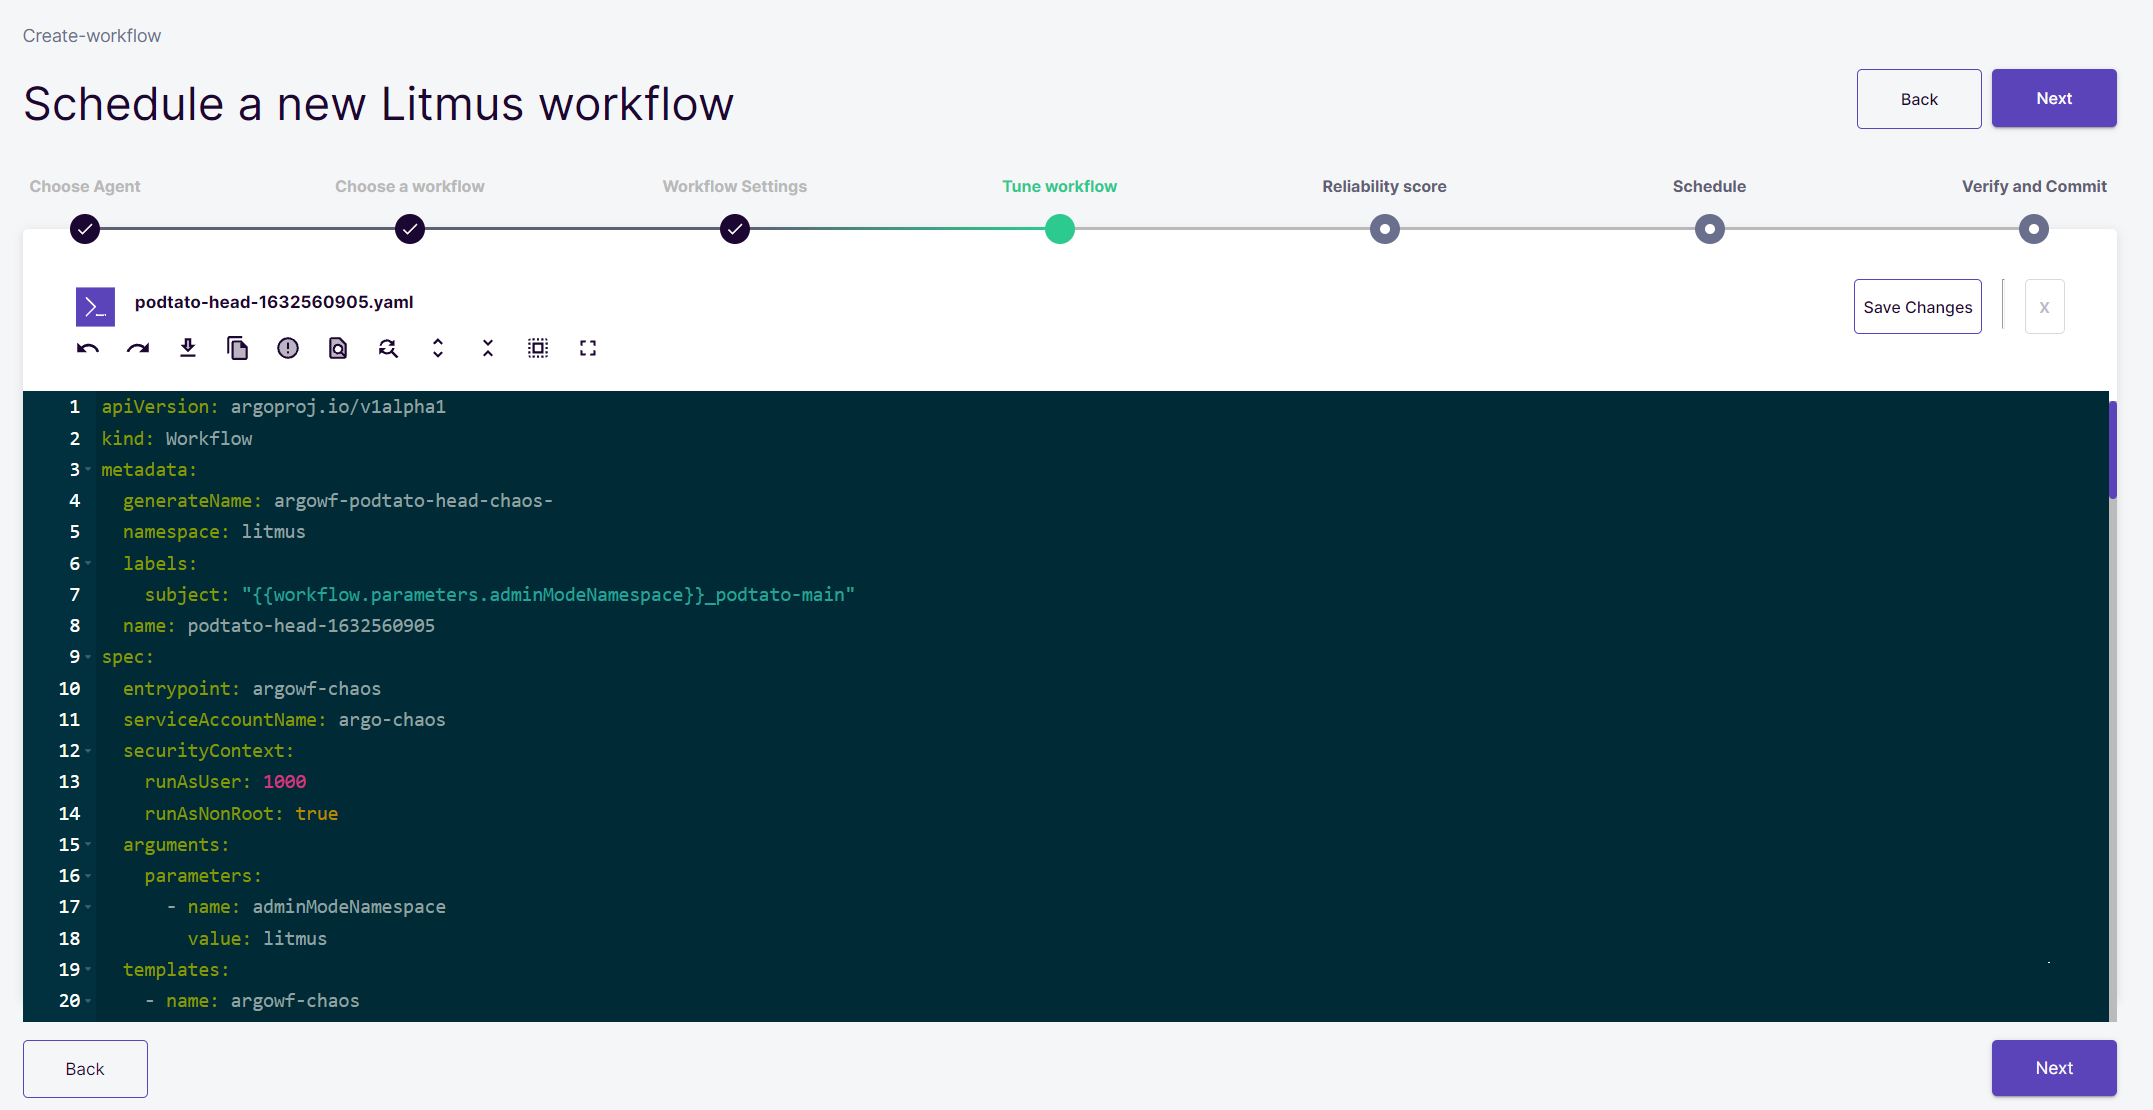 Create-workflow
Schedule a new Litmus workflow
Back
Next
Choose Agent
Choose a workflow
Workflow Settings
Tune workflow
Reliability score
Schedule
Verify and Commit
podtato-head-1632560905.yaml
Save Changes
X
1 apiVersion: argoproj.io/v1alpha1
2 kind: Workflow
3 metadata:
4   generateName: argowf-podtato-head-chaos-
5   namespace: litmus
6   labels:
7     subject: "{{workflow.parameters.adminModeNamespace}}_podtato-main"
8   name: podtato-head-1632560905
9 spec:
10   entrypoint: argowf-chaos
11   serviceAccountName: argo-chaos
12   securityContext:
13     runAsUser: 1000
14     runAsNonRoot: true
15   arguments:
16     parameters:
17       - name: adminModeNamespace
18         value: litmus
19   templates:
20     - name: argowf-chaos
Back
Next